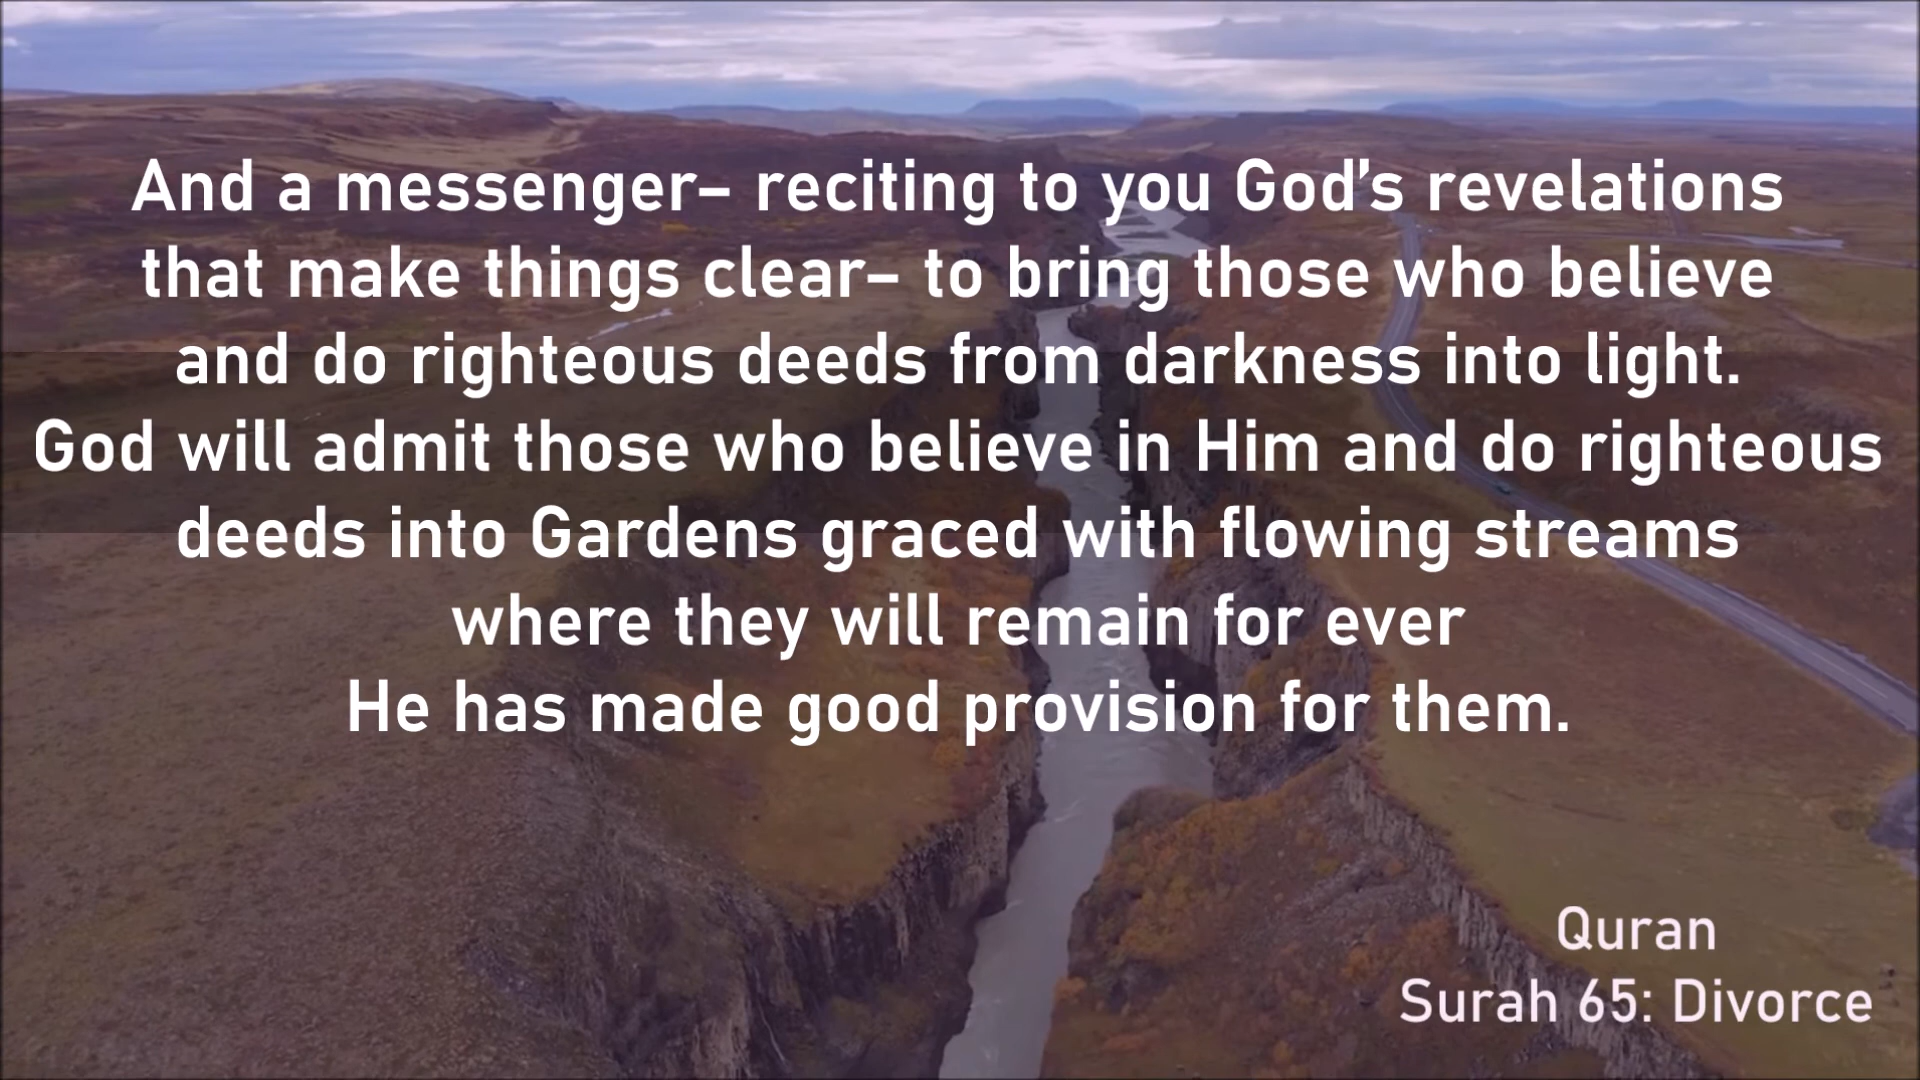 And a messenger– reciting to you God’s revelations
that make things clear– to bring those who believe
and do righteous deeds from darkness into light.
God will admit those who believe in Him and do righteous
deeds into Gardens graced with flowing streams
where they will remain for ever
He has made good provision for them.
Quran
Surah 65: Divorce